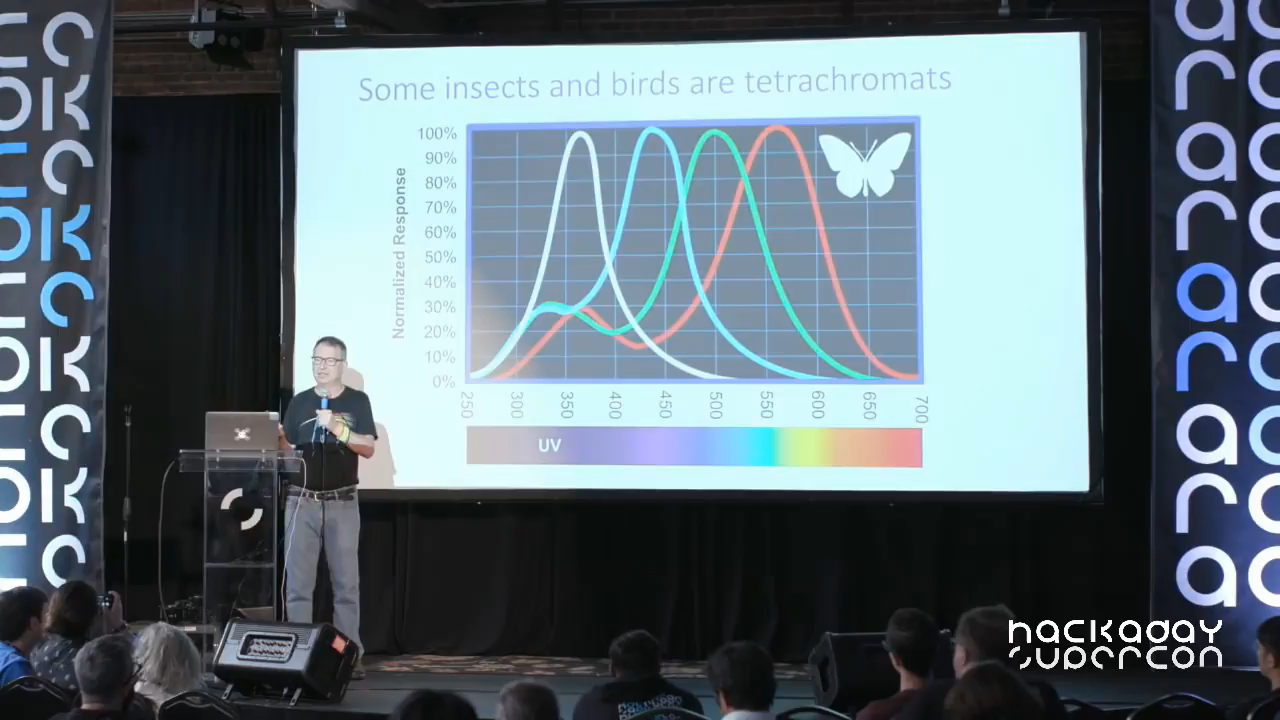 Some insects and birds are tetrachromats
Normalized Response
100%
90%
80%
70%
60%
50%
40%
30%
20%
10%
0%
250 300 350 400 450 500 550 600 650 700
UV
hackaday
supercon